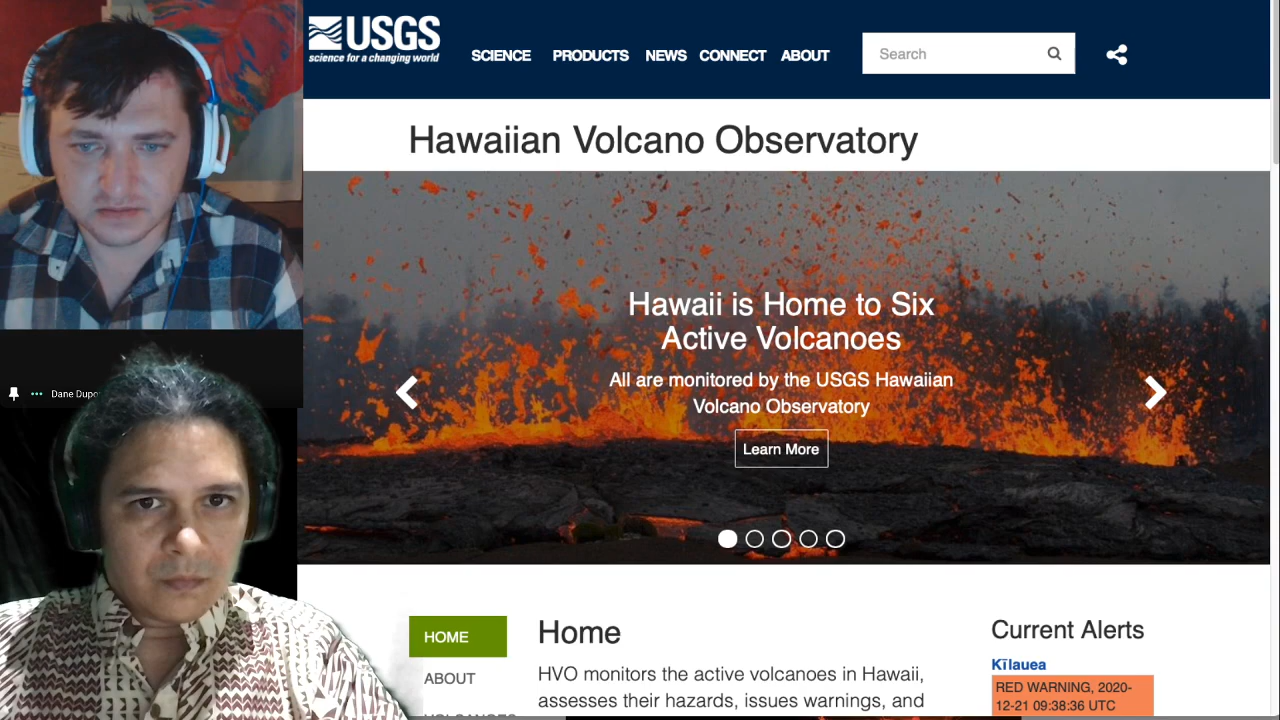 USGS
science for a changing world
SCIENCE PRODUCTS NEWS CONNECT ABOUT
Search
Hawaiian Volcano Observatory
Hawaii is Home to Six
Active Volcanoes
All are monitored by the USGS Hawaiian
Volcano Observatory
Learn More
Dane
HOME
ABOUT
Home
HVO monitors the active volcanoes in Hawaii,
assesses their hazards, issues warnings, and
Current Alerts
Kīlauea
RED WARNING, 2020-
12-21 09:38:36 UTC